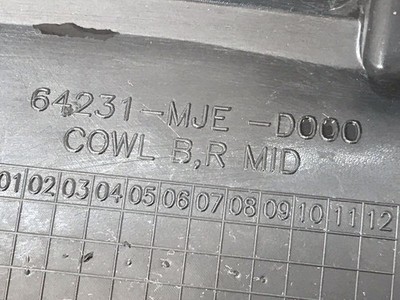 64231-MJE -D000
COWL B,R MID
01 02 03 04 05 06 07 08 09 10 11 12